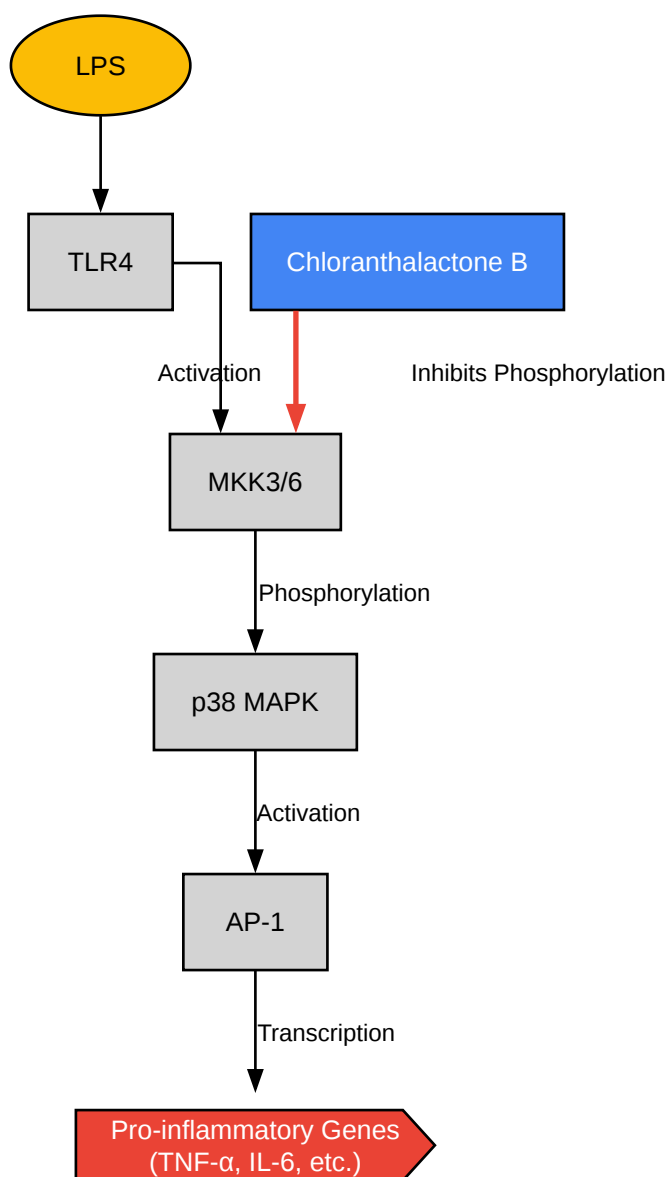 LPS
TLR4
Chloranthalactone B
Activation
Inhibits Phosphorylation
MKK3/6
Phosphorylation
p38 MAPK
Activation
AP-1
Transcription
Pro-inflammatory Genes
(TNF-α, IL-6, etc.)